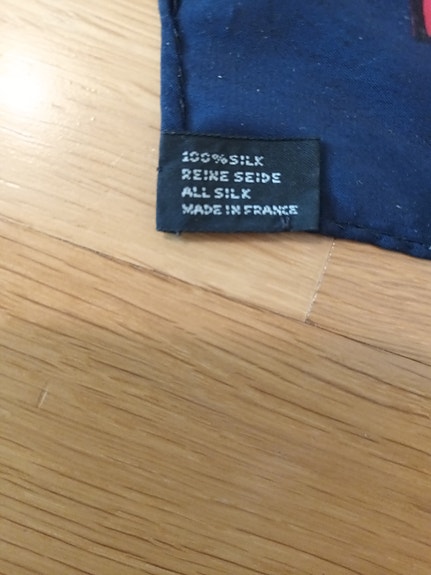 100% SILK
REINE SEIDE
ALL SILK
MADE IN FRANCE